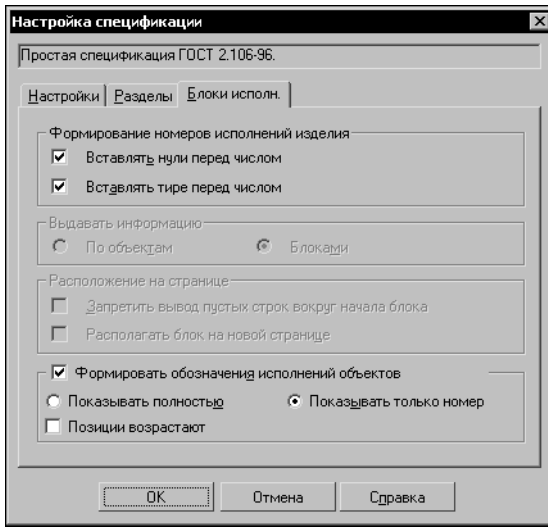 Настройка спецификации
Простая спецификация ГОСТ 2.106-96.
Настройки Разделы Блоки исполн.
Формирование номеров исполнений изделия
Вставлять нули перед числом
Вставлять тире перед числом
Выдавать информацию
По объектам Блоками
Расположение на странице
Запретить вывод пустых строк вокруг начала блока
Располагать блок на новой странице
Формировать обозначения исполнений объектов
Показывать полностью Показывать только номер
Позиции возрастают
OK Отмена Справка